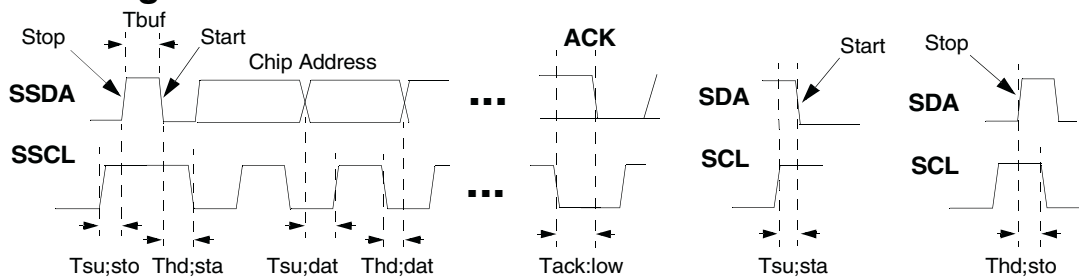 Tbuf
Stop
Start
ACK
Start
Stop
Chip Address
SSDA
...
SDA
SDA
SSCL
...
SCL
SCL
Tsu;sto
Thd;sta
Tsu;dat
Thd;dat
Tack:low
Tsu;sta
Thd;sto